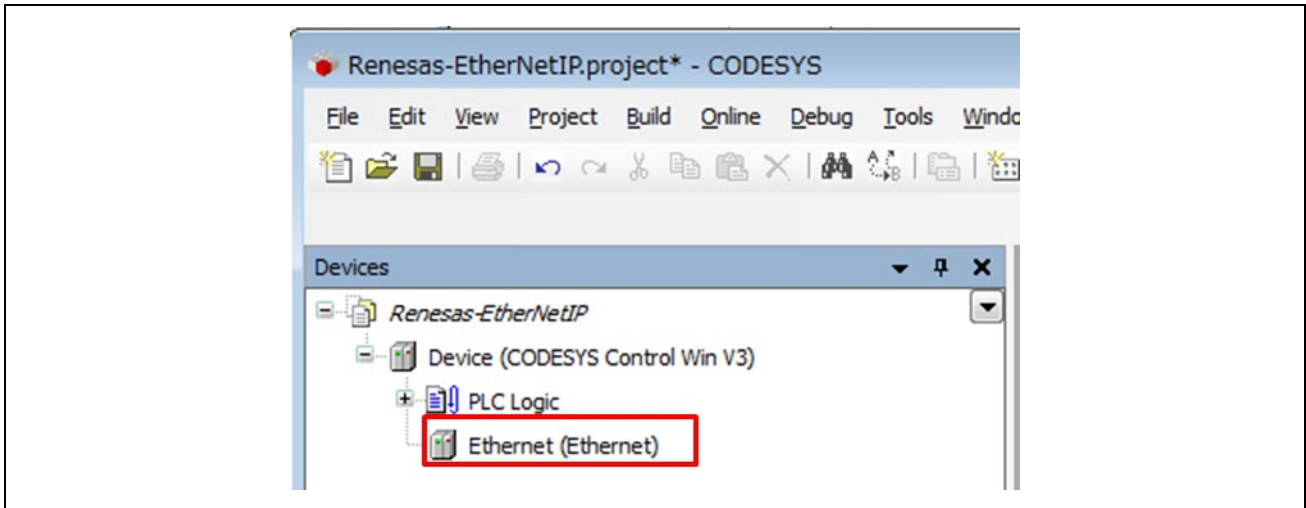 Renesas-EtherNetIP.project* - CODESYS
File Edit View Project Build Online Debug Tools Windo
Devices
Renesas-EtherNetIP
Device (CODESYS Control Win V3)
PLC Logic
Ethernet (Ethernet)